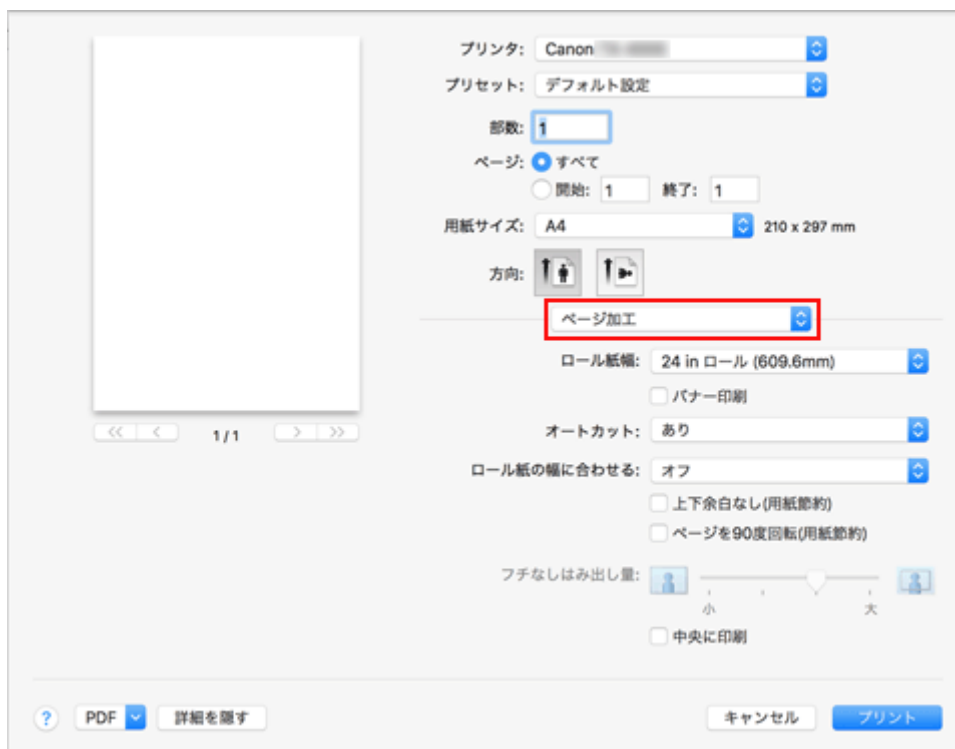 プリンタ: Canon
プリセット: デフォルト設定
部数: 1
ページ: すべて
開始: 1 終了: 1
用紙サイズ: A4 210 x 297 mm
方向:
ページ加工
ロール紙幅: 24 in ロール (609.6mm)
バナー印刷
オートカット: あり
ロール紙の幅に合わせる: オフ
上下余白なし(用紙節約)
ページを90度回転(用紙節約)
フチなしはみ出し量:
小 大
中央に印刷
<< < 1 / 1 > >>
? PDF 詳細を隠す キャンセル プリント